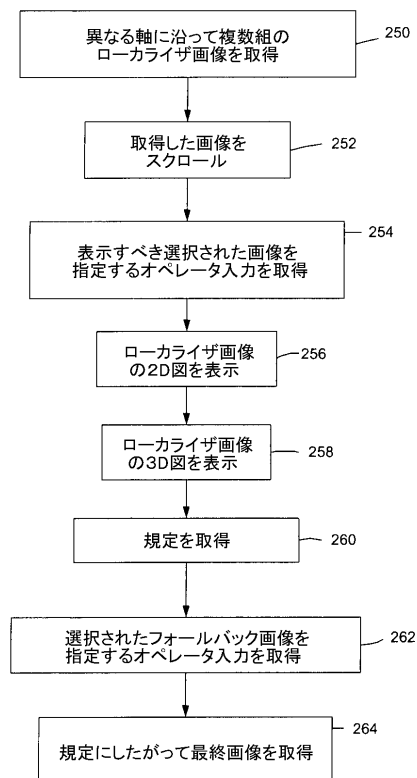 異なる軸に沿って複数組の
ローカライザ画像を取得
250
取得した画像を
スクロール
252
表示すべき選択された画像を
指定するオペレータ入力を取得
254
ローカライザ画像
の2D図を表示
256
ローカライザ画像
の3D図を表示
258
規定を取得
260
選択されたフォールバック画像を
指定するオペレータ入力を取得
262
規定にしたがって最終画像を取得
264